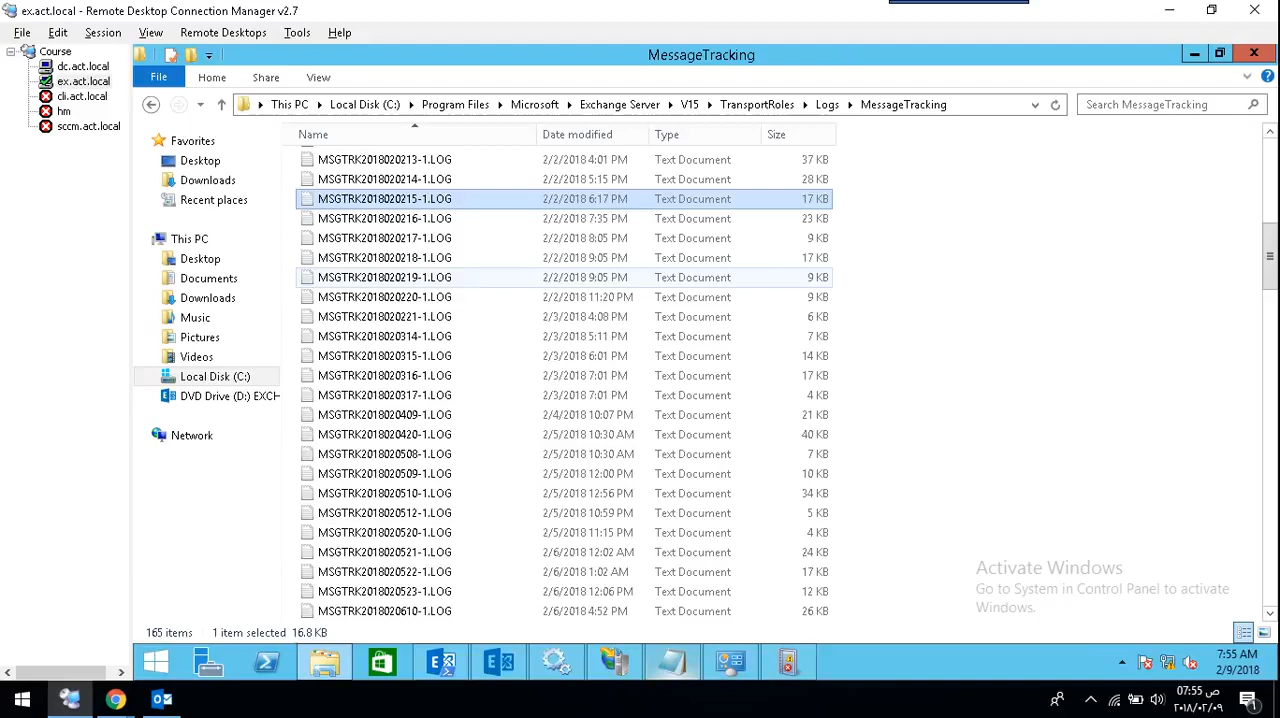 ex.act.local - Remote Desktop Connection Manager v2.7
File Edit Session View Remote Desktops Tools Help
Course
dc.act.local
ex.act.local
cli.act.local
hm
sccm.act.local
MessageTracking
File Home Share View
This PC Local Disk (C:) Program Files Microsoft Exchange Server V15 TransportRoles Logs MessageTracking
Search MessageTracking
Favorites
Desktop
Downloads
Recent places
This PC
Desktop
Documents
Downloads
Music
Pictures
Videos
Local Disk (C:)
DVD Drive (D:) EXCH
Network
Name Date modified Type Size
MSGTRK2018020213-1.LOG 2/2/2018 4:01 PM Text Document 37 KB
MSGTRK2018020214-1.LOG 2/2/2018 5:15 PM Text Document 28 KB
MSGTRK2018020215-1.LOG 2/2/2018 6:17 PM Text Document 17 KB
MSGTRK2018020216-1.LOG 2/2/2018 7:35 PM Text Document 23 KB
MSGTRK2018020217-1.LOG 2/2/2018 8:05 PM Text Document 9 KB
MSGTRK2018020218-1.LOG 2/2/2018 9:05 PM Text Document 17 KB
MSGTRK2018020219-1.LOG 2/2/2018 9:05 PM Text Document 9 KB
MSGTRK2018020220-1.LOG 2/2/2018 11:20 PM Text Document 9 KB
MSGTRK2018020221-1.LOG 2/3/2018 4:08 PM Text Document 6 KB
MSGTRK2018020314-1.LOG 2/3/2018 5:11 PM Text Document 7 KB
MSGTRK2018020315-1.LOG 2/3/2018 6:01 PM Text Document 14 KB
MSGTRK2018020316-1.LOG 2/3/2018 7:01 PM Text Document 17 KB
MSGTRK2018020317-1.LOG 2/3/2018 7:01 PM Text Document 4 KB
MSGTRK2018020409-1.LOG 2/4/2018 10:07 PM Text Document 21 KB
MSGTRK2018020420-1.LOG 2/5/2018 10:30 AM Text Document 40 KB
MSGTRK2018020508-1.LOG 2/5/2018 10:30 AM Text Document 7 KB
MSGTRK2018020509-1.LOG 2/5/2018 12:00 PM Text Document 10 KB
MSGTRK2018020510-1.LOG 2/5/2018 12:56 PM Text Document 34 KB
MSGTRK2018020512-1.LOG 2/5/2018 10:59 PM Text Document 5 KB
MSGTRK2018020520-1.LOG 2/5/2018 11:15 PM Text Document 4 KB
MSGTRK2018020521-1.LOG 2/6/2018 12:02 AM Text Document 24 KB
MSGTRK2018020522-1.LOG 2/6/2018 1:02 AM Text Document 17 KB
MSGTRK2018020523-1.LOG 2/6/2018 12:06 PM Text Document 12 KB
MSGTRK2018020610-1.LOG 2/6/2018 4:52 PM Text Document 26 KB
Activate Windows
Go to System in Control Panel to activate
Windows.
165 items 1 item selected 16.8 KB
7:55 AM
2/9/2018
07:55 ص
٢٠١٨/٠٢/٠٩